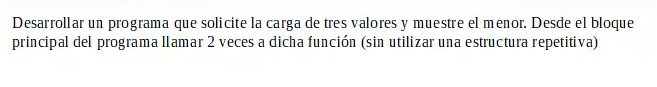 Desarrollar un programa que solicite la carga de tres valores y muestre el menor. Desde el bloque
principal del programa llamar 2 veces a dicha función (sin utilizar una estructura repetitiva)